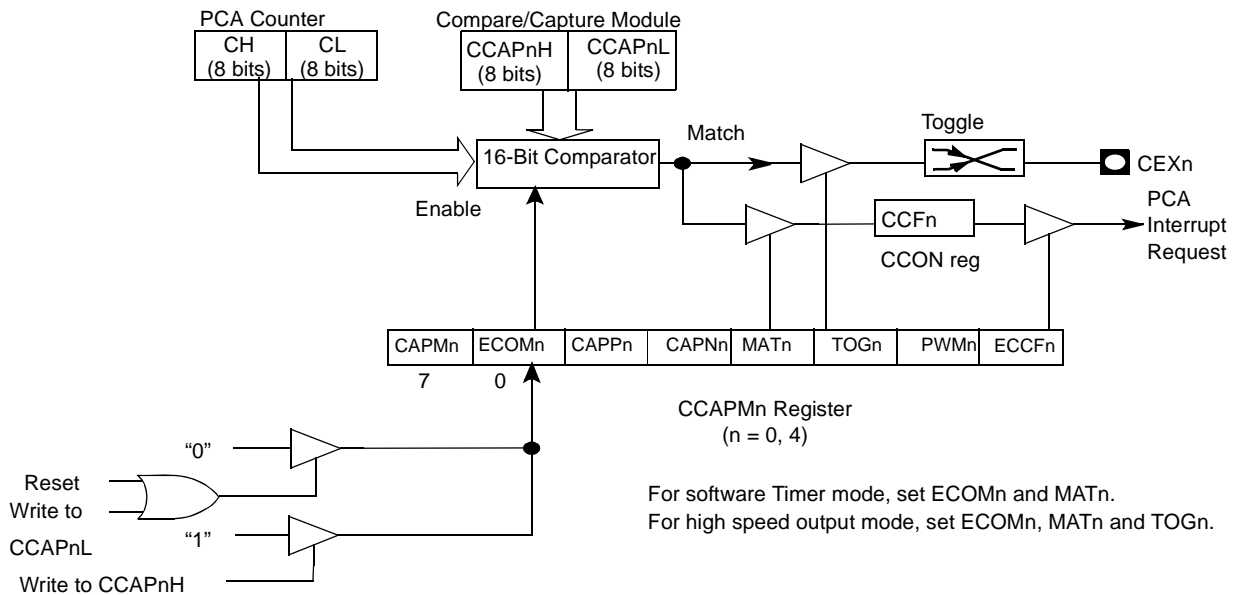 PCA Counter
CH
(8 bits)
CL
(8 bits)
Compare/Capture Module
CCAPnH
(8 bits)
CCAPnL
(8 bits)
16-Bit Comparator
Match
Toggle
CEXn
Enable
CCFn
CCON reg
PCA
Interrupt
Request
CAPMn
ECOMn
CAPPn
CAPNn
MATn
TOGn
PWMn
ECCFn
7
0
CCAPMn Register
(n = 0, 4)
“0”
Reset
Write to
CCAPnL
“1”
Write to CCAPnH
For software Timer mode, set ECOMn and MATn.
For high speed output mode, set ECOMn, MATn and TOGn.